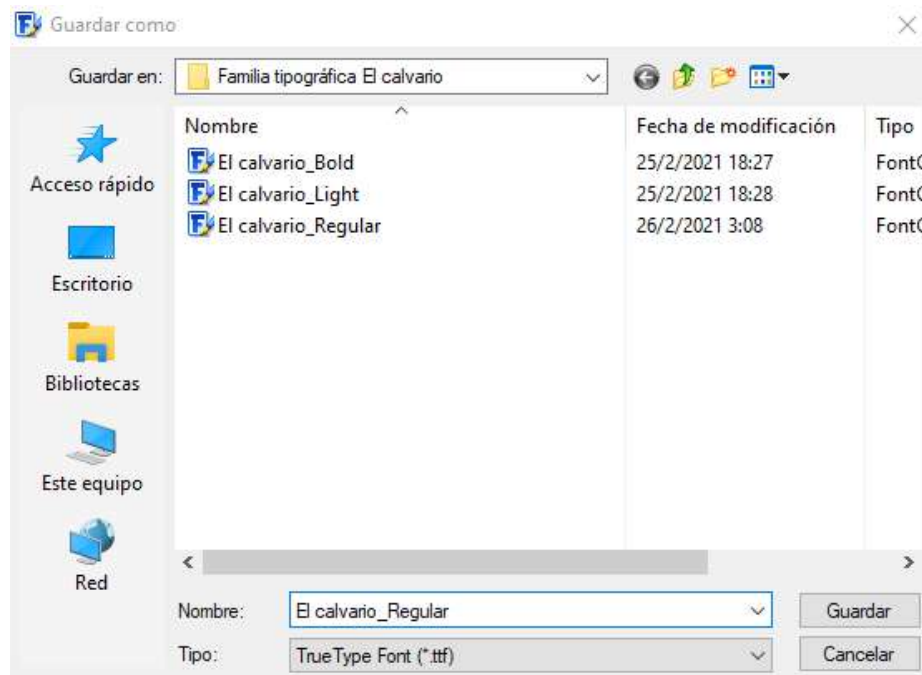 Guardar como
Guardar en: Familia tipográfica El calvario
Nombre Fecha de modificación Tipo
El calvario_Bold 25/2/2021 18:27
El calvario_Light 25/2/2021 18:28
El calvario_Regular 26/2/2021 3:08
Acceso rápido
Escritorio
Bibliotecas
Este equipo
Red
Nombre: El calvario_Regular Guardar
Tipo: TrueType Font (*.ttf) Cancelar